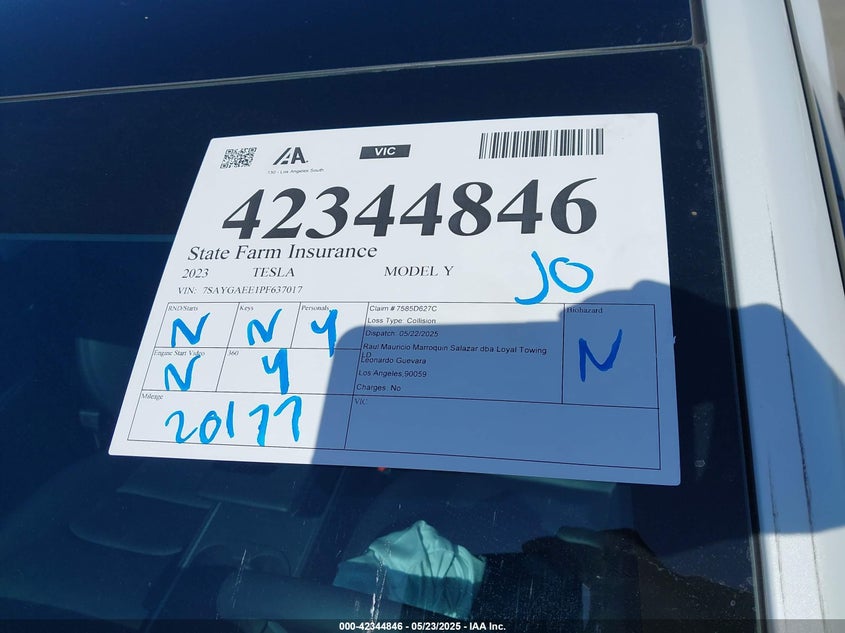 IAA
VIC
130 - Los Angeles South
42344846
State Farm Insurance
2023 TESLA MODEL Y
VIN: 7SAYGAEE1PF637017
JO
RND/Starts Keys Personals
N N Y
Engine Start Video 360
N Y
Mileage
20177
Claim # 7585D627C
Loss Type: Collision
Dispatch: 05/22/2025
Raul Mauricio Marroquin Salazar dba Loyal Towing
LD
Leonardo Guevara
Los Angeles,90059
Charges: No
VIC
Biohazard
N
000-42344846 - 05/23/2025 - IAA Inc.